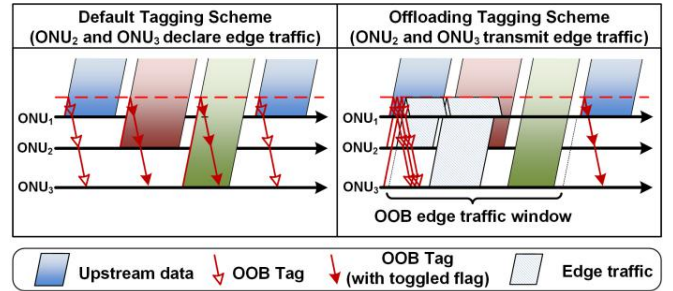 Default Tagging Scheme
(ONU₂ and ONU₃ declare edge traffic)
Offloading Tagging Scheme
(ONU₂ and ONU₃ transmit edge traffic)
ONU₁
ONU₂
ONU₃
ONU₁
ONU₂
ONU₃
OOB edge traffic window
Upstream data
OOB Tag
OOB Tag
(with toggled flag)
Edge traffic